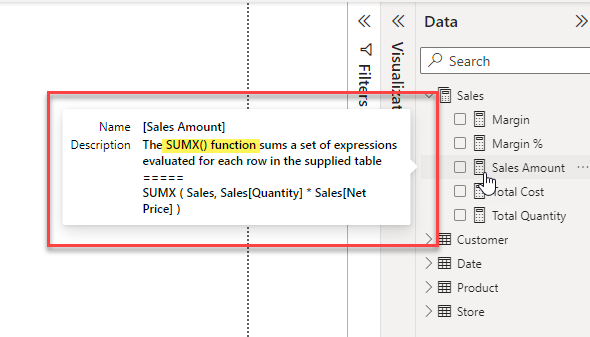 Data
Filters
Visualizat
Search
Sales
Margin
Margin %
Sales Amount
Total Cost
Total Quantity
Customer
Date
Product
Store
Name [Sales Amount]
Description The SUMX() function sums a set of expressions
evaluated for each row in the supplied table
=====
SUMX ( Sales, Sales[Quantity] * Sales[Net
Price] )